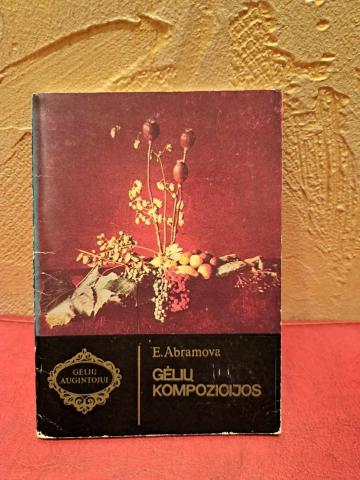 E.Abramova
GĖLIŲ
KOMPOZICIJOS
GĖLIŲ
AUGINTOJUI